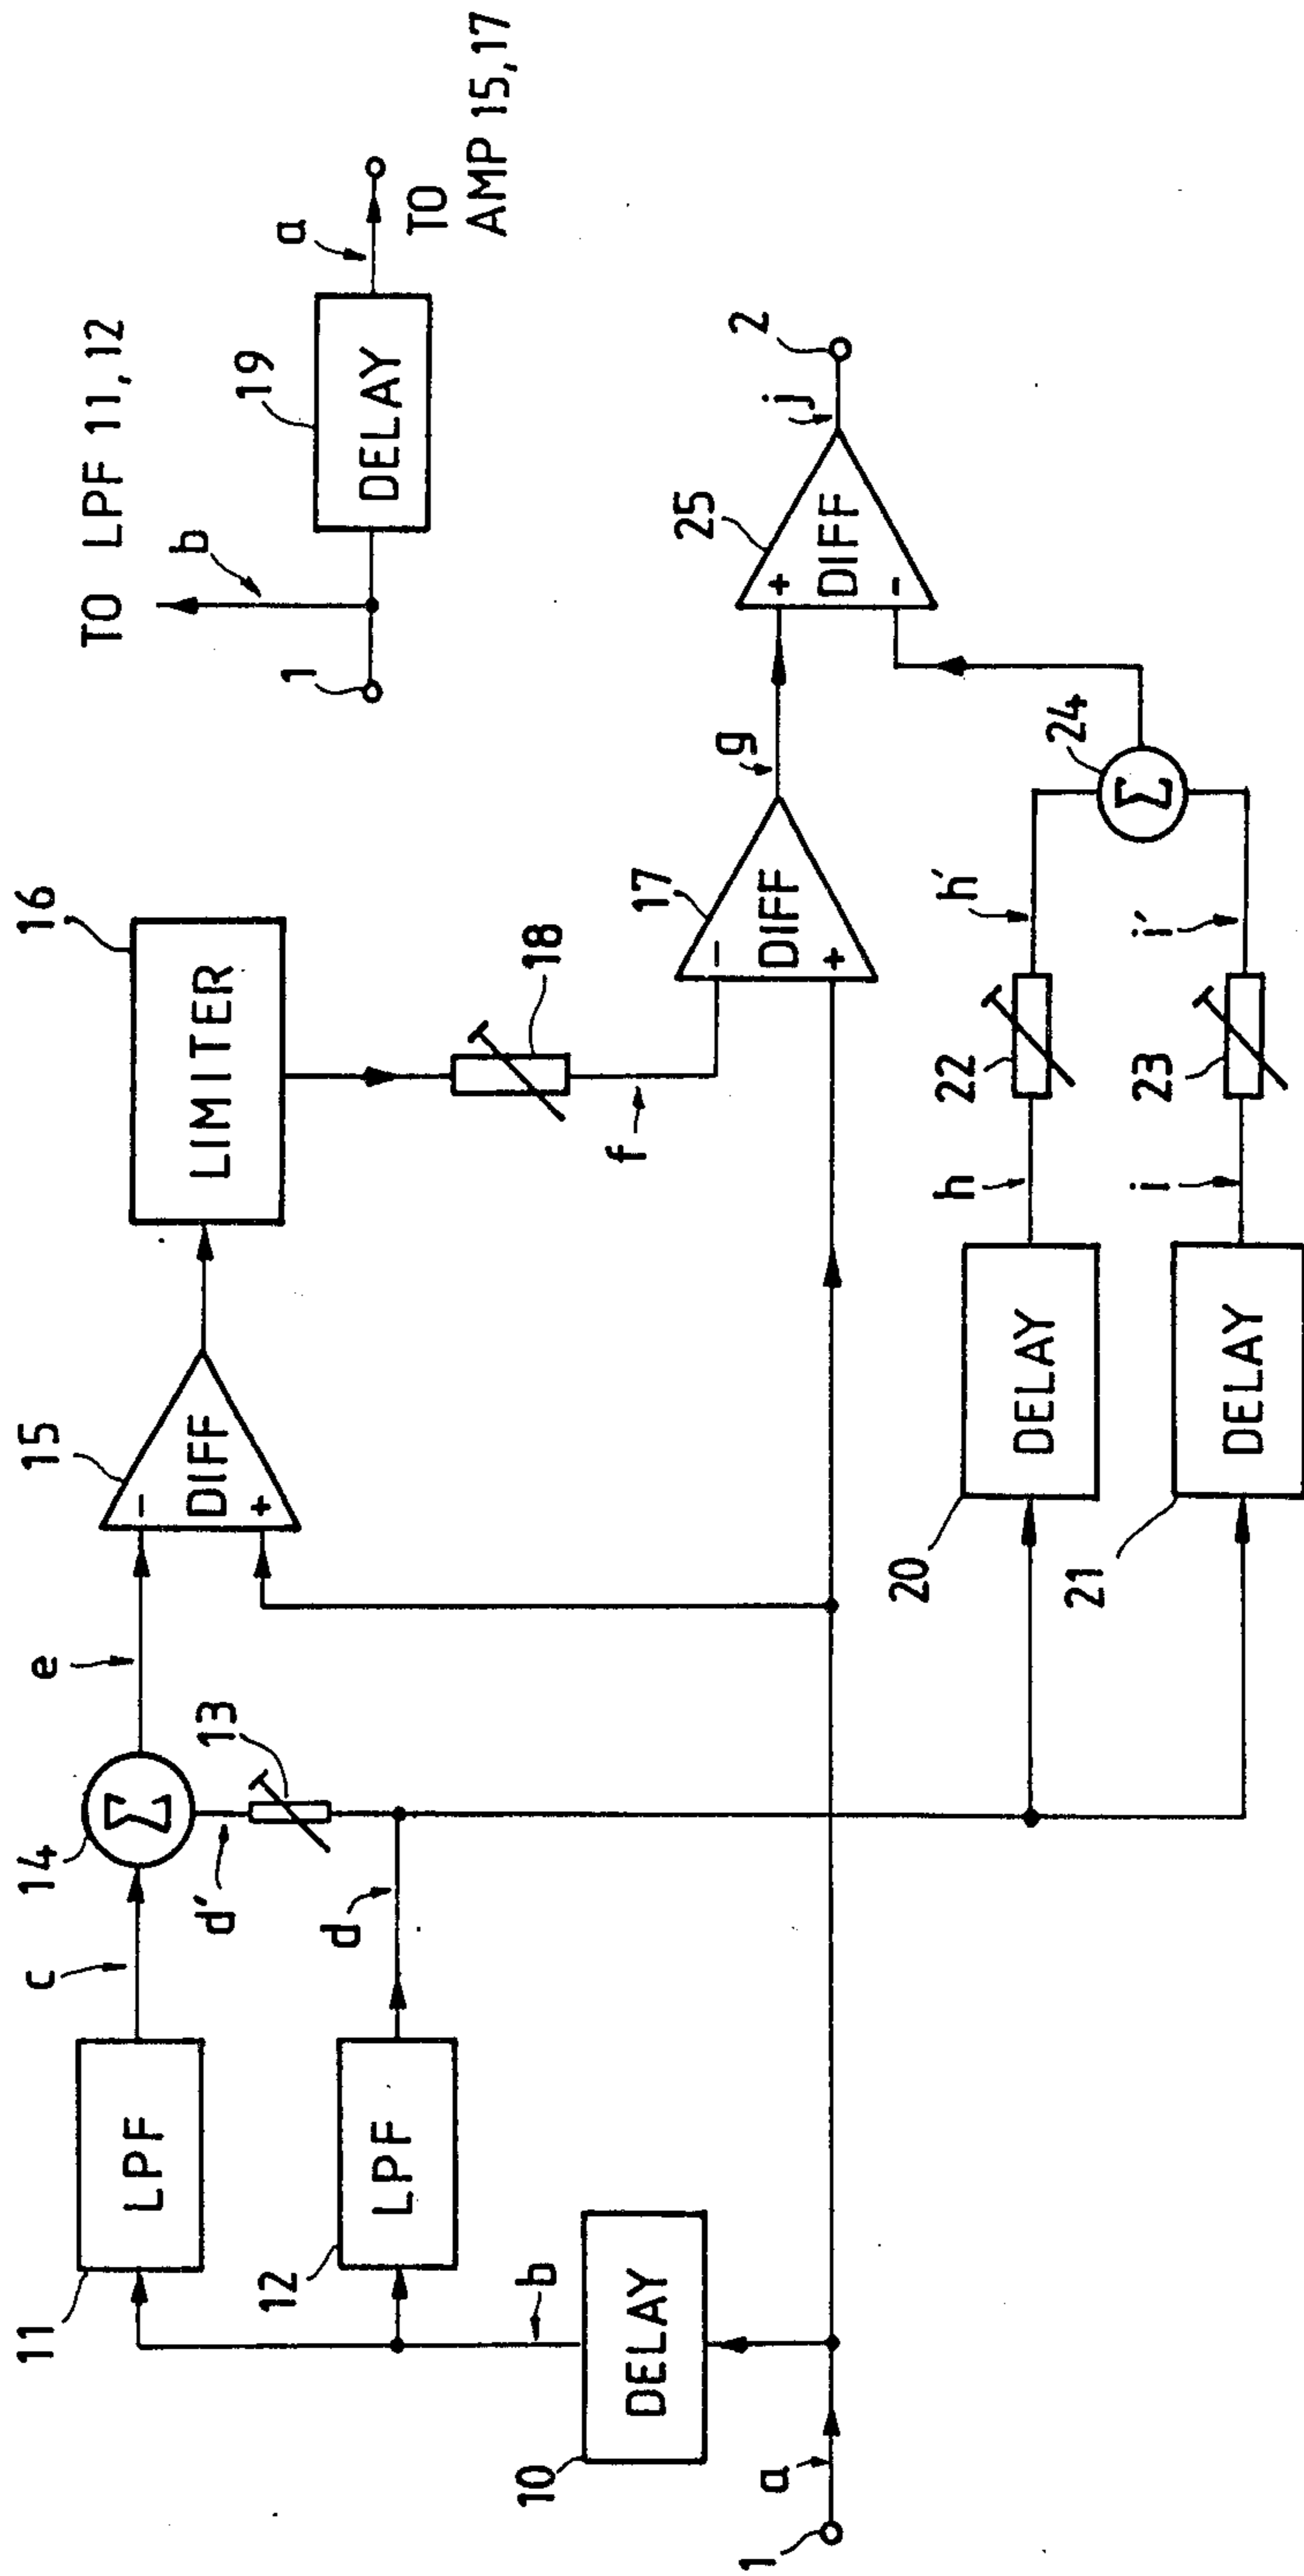 TO LPF 11,12
b
1
19
DELAY
a
TO
AMP 15,17
11
LPF
c
14
Σ
e
15
-
DIFF
+
16
LIMITER
12
LPF
d
d′
13
18
f
10
DELAY
b
1
a
17
-
DIFF
+
g
25
+
DIFF
-
j
2
20
DELAY
h
22
h′
24
Σ
21
DELAY
i
23
i′